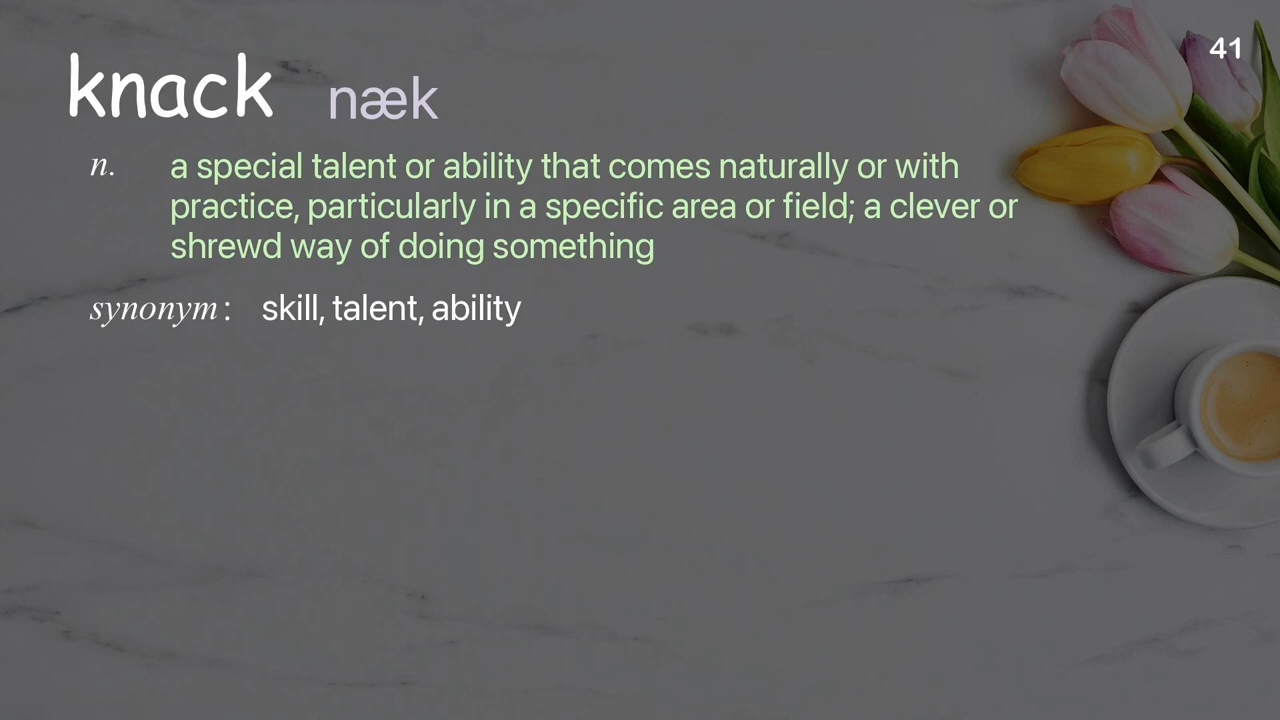 41
knack næk
n. a special talent or ability that comes naturally or with
practice, particularly in a specific area or field; a clever or
shrewd way of doing something
synonym: skill, talent, ability